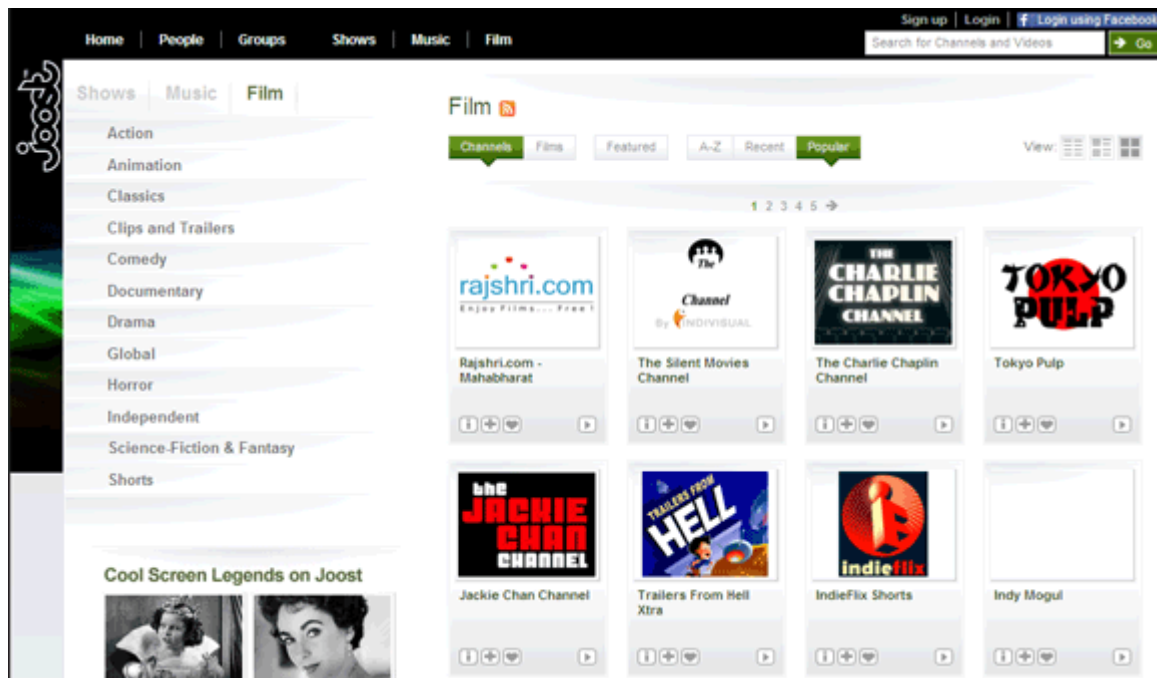 Sign up | Login | f Login using Facebook
Home | People | Groups Shows | Music | Film
Search for Channels and Videos Go
Joost
Shows Music Film
Action
Animation
Classics
Clips and Trailers
Comedy
Documentary
Drama
Global
Horror
Independent
Science-Fiction & Fantasy
Shorts
Cool Screen Legends on Joost
Film
Channels Films Featured A-Z Recent Popular View:
1 2 3 4 5
rajshri.com
Enjoy Films... Free!
Rajshri.com -
Mahabharat
The
Channel
By INDIVISUAL
The Silent Movies
Channel
THE
CHARLIE
CHAPLIN
CHANNEL
The Charlie Chaplin
Channel
TOKYO
PULP
Tokyo Pulp
the
JACKIE
CHAN
CHANNEL
Jackie Chan Channel
TRAILERS FROM
HELL
Trailers From Hell
Xtra
indieflix
IndieFlix Shorts
Indy Mogul